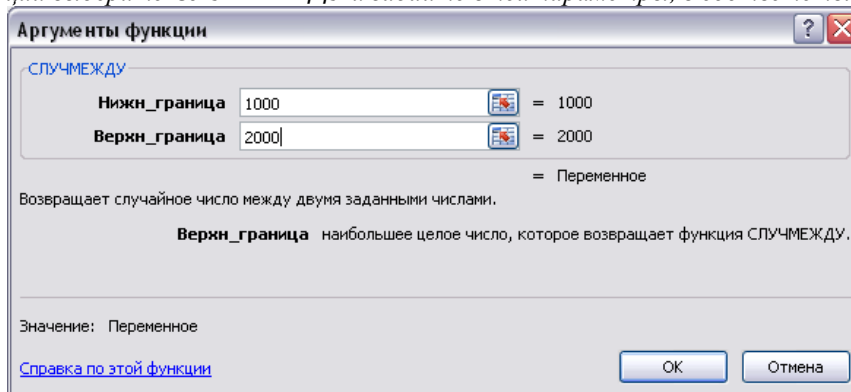 Аргументы функции
СЛУЧМЕЖДУ
Нижн_граница 1000 = 1000
Верхн_граница 2000 = 2000
= Переменное
Возвращает случайное число между двумя заданными числами.
Верхн_граница наибольшее целое число, которое возвращает функция СЛУЧМЕЖДУ.
Значение: Переменное
Справка по этой функции
ОК Отмена